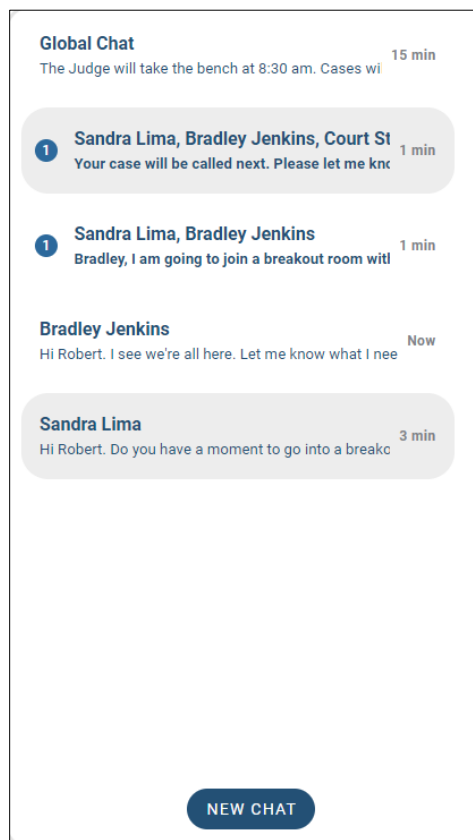 Global Chat
15 min
The Judge will take the bench at 8:30 am. Cases wi
1
Sandra Lima, Bradley Jenkins, Court St
1 min
Your case will be called next. Please let me kno
1
Sandra Lima, Bradley Jenkins
1 min
Bradley, I am going to join a breakout room with
Bradley Jenkins
Now
Hi Robert. I see we're all here. Let me know what I nee
Sandra Lima
3 min
Hi Robert. Do you have a moment to go into a breako
NEW CHAT